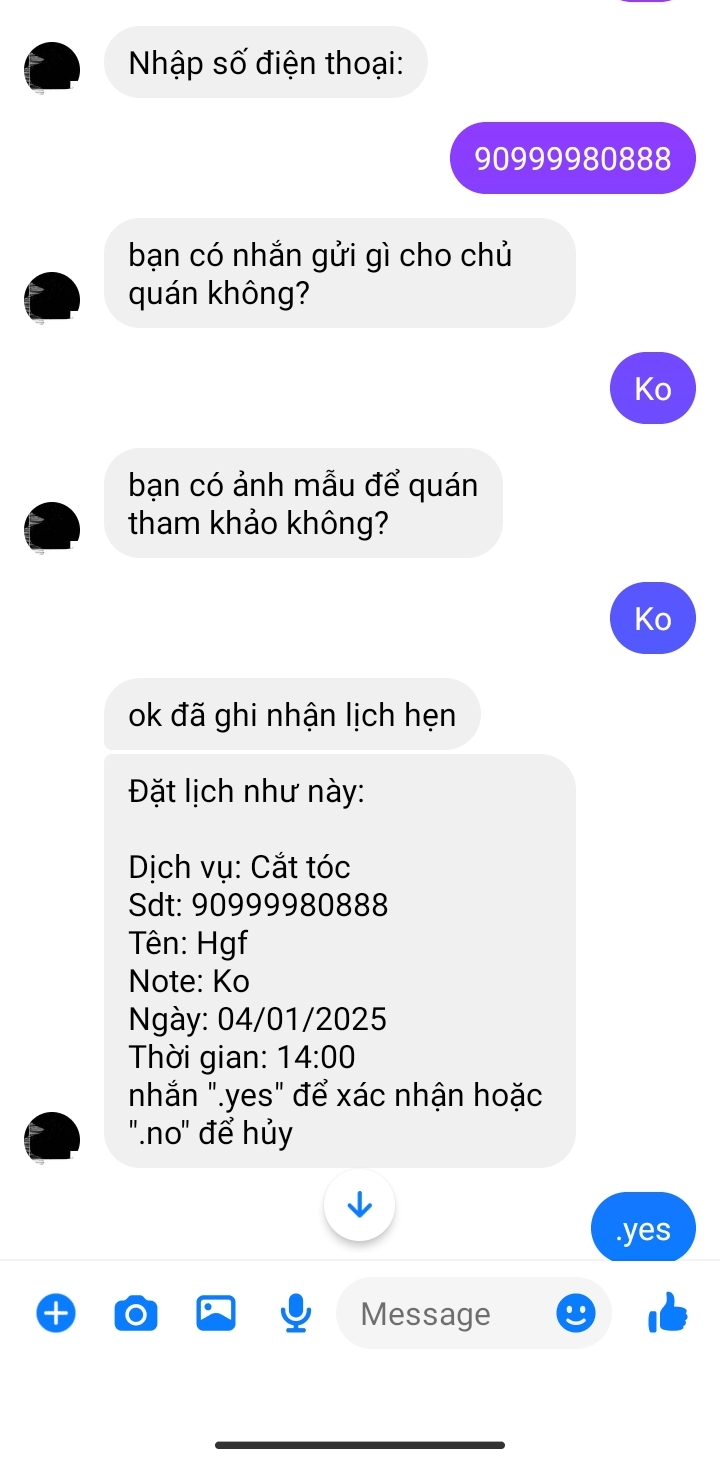 Nhập số điện thoại:
90999980888
bạn có nhắn gửi gì cho chủ
quán không?
Ko
bạn có ảnh mẫu để quán
tham khảo không?
Ko
ok đã ghi nhận lịch hẹn
Đặt lịch như này:
Dịch vụ: Cắt tóc
Sdt: 90999980888
Tên: Hgf
Note: Ko
Ngày: 04/01/2025
Thời gian: 14:00
nhắn ".yes" để xác nhận hoặc
".no" để hủy
.yes
Message